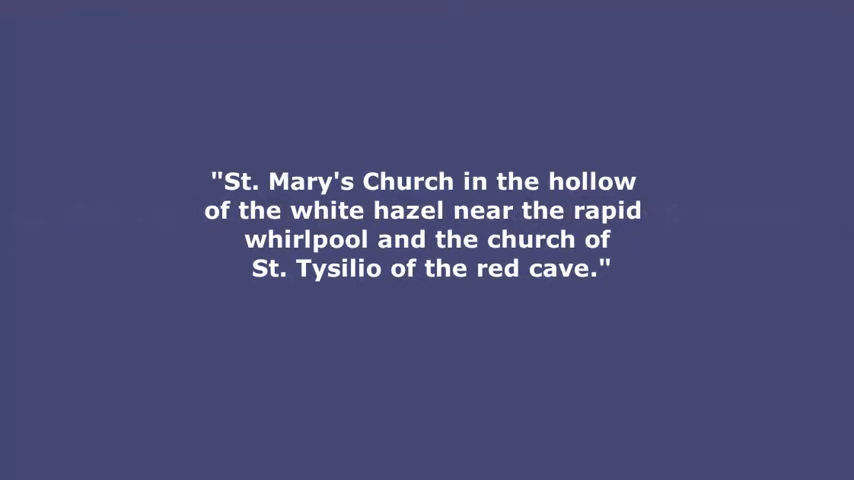 "St. Mary's Church in the hollow
of the white hazel near the rapid
whirlpool and the church of
St. Tysilio of the red cave."